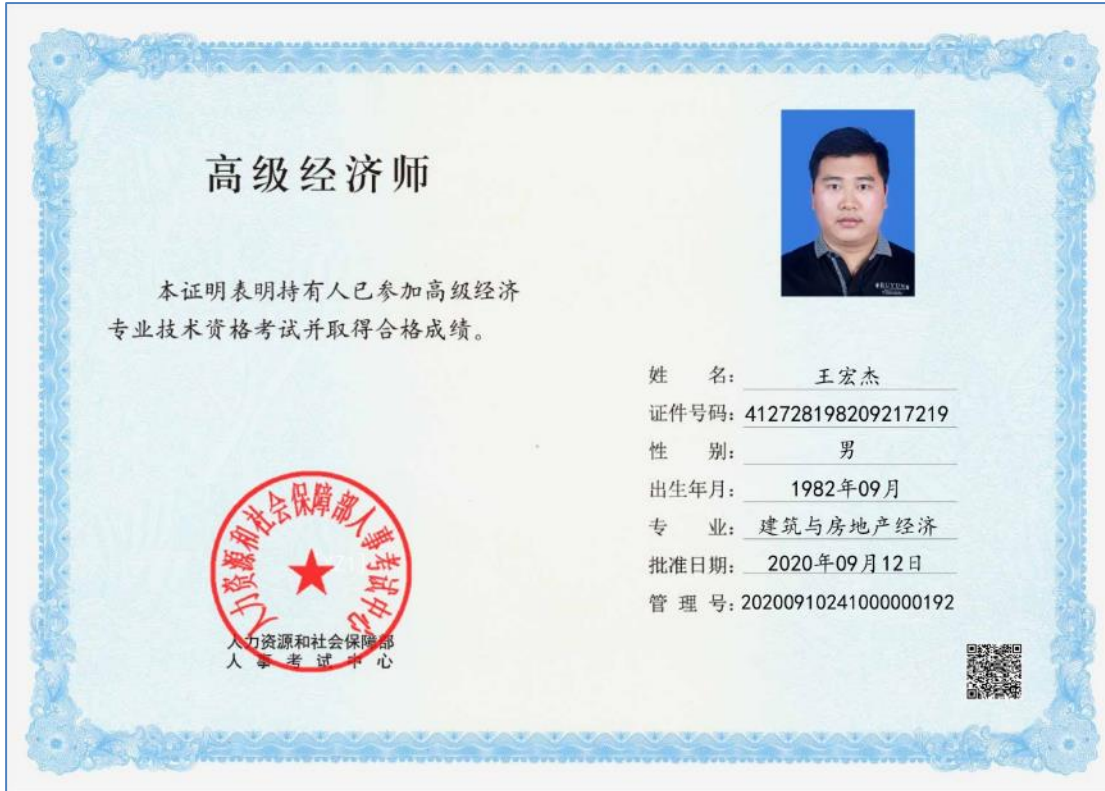 高级经济师
本证明表明持有人已参加高级经济
专业技术资格考试并取得合格成绩。
姓 名：王宏杰
证件号码：412728198209217219
性 别：男
出生年月：1982年09月
专 业：建筑与房地产经济
批准日期：2020年09月12日
管 理 号：20200910241000000192
人力资源和社会保障部人事考试中心
人力资源和社会保障部
人 事 考 试 中 心